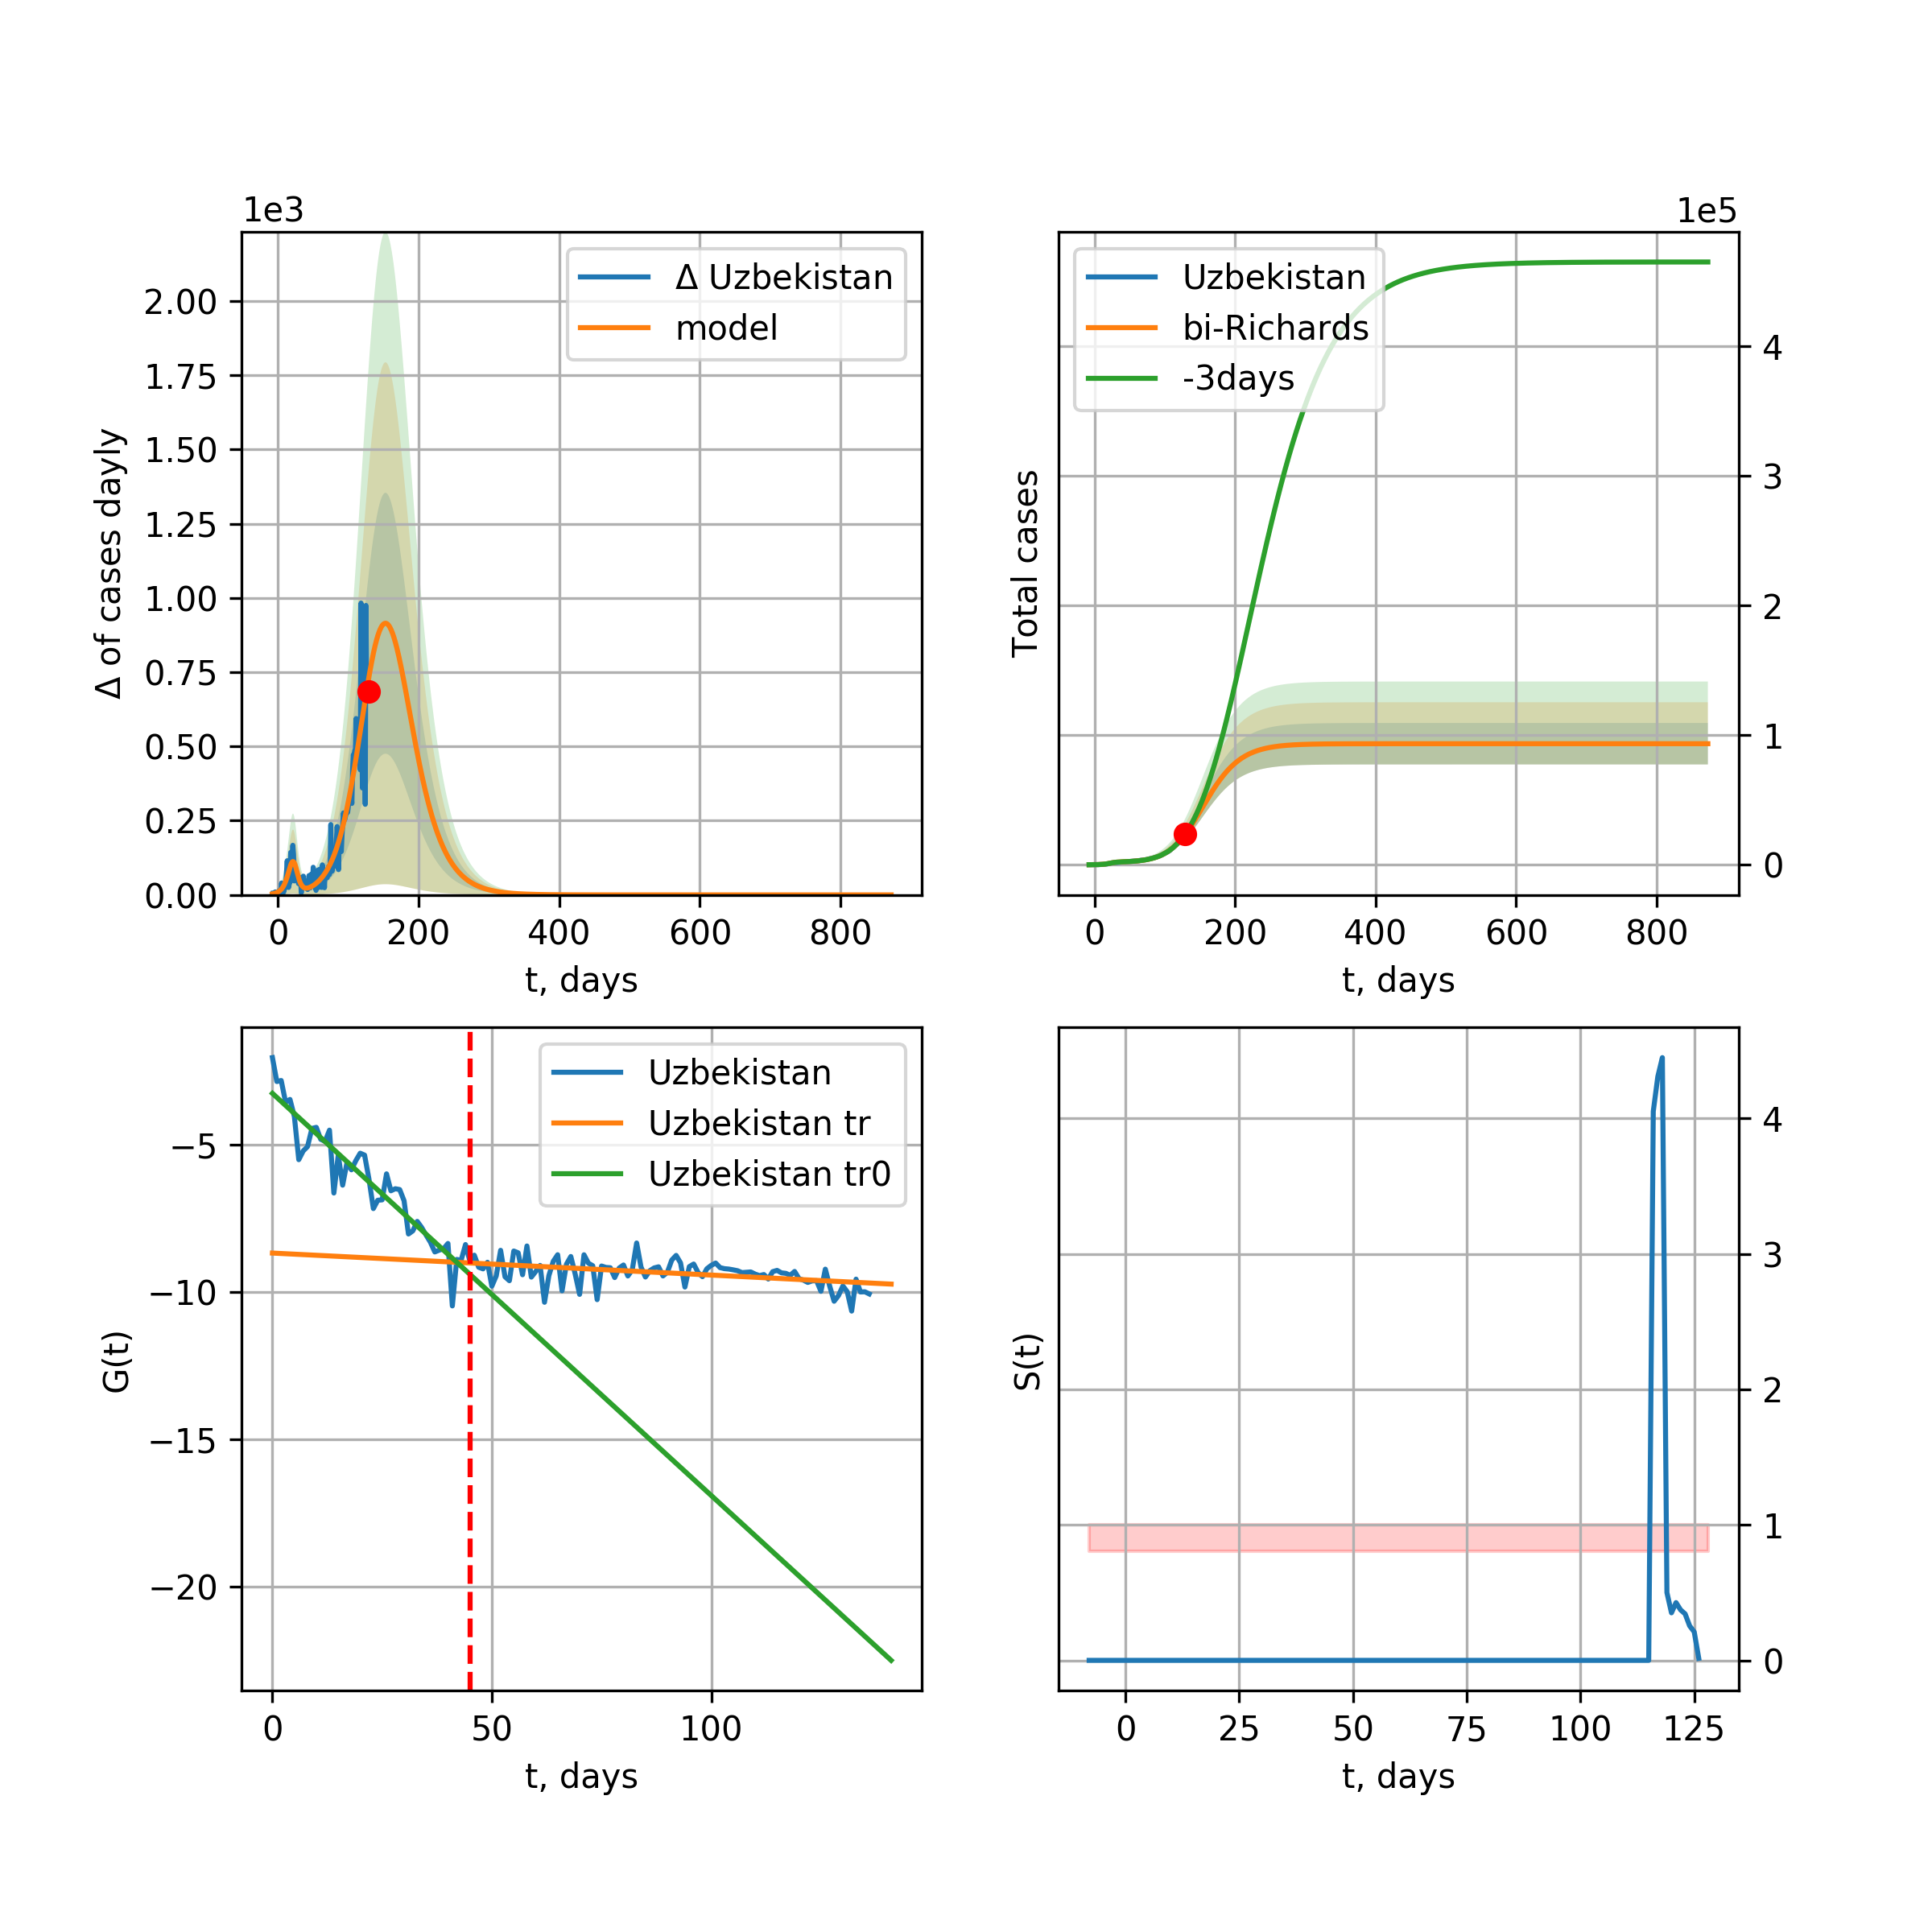 1e3
Δ of cases dayly
2.00
1.75
1.50
1.25
1.00
0.75
0.50
0.25
0.00
Δ Uzbekistan
model
0 200 400 600 800
t, days
1e5
Total cases
Uzbekistan
bi-Richards
-3days
4
3
2
1
0
0 200 400 600 800
t, days
G(t)
−5
−10
−15
−20
Uzbekistan
Uzbekistan tr
Uzbekistan tr0
0 50 100
t, days
S(t)
4
3
2
1
0
0 25 50 75 100 125
t, days